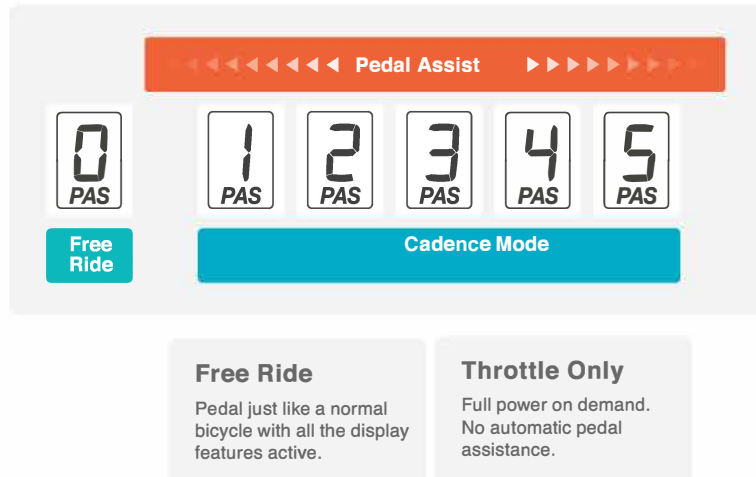 Pedal Assist
0 1 2 3 4 5
PAS PAS PAS PAS PAS PAS
Free
Ride
Cadence Mode
Free Ride
Pedal just like a normal
bicycle with all the display
features active.
Throttle Only
Full power on demand.
No automatic pedal
assistance.